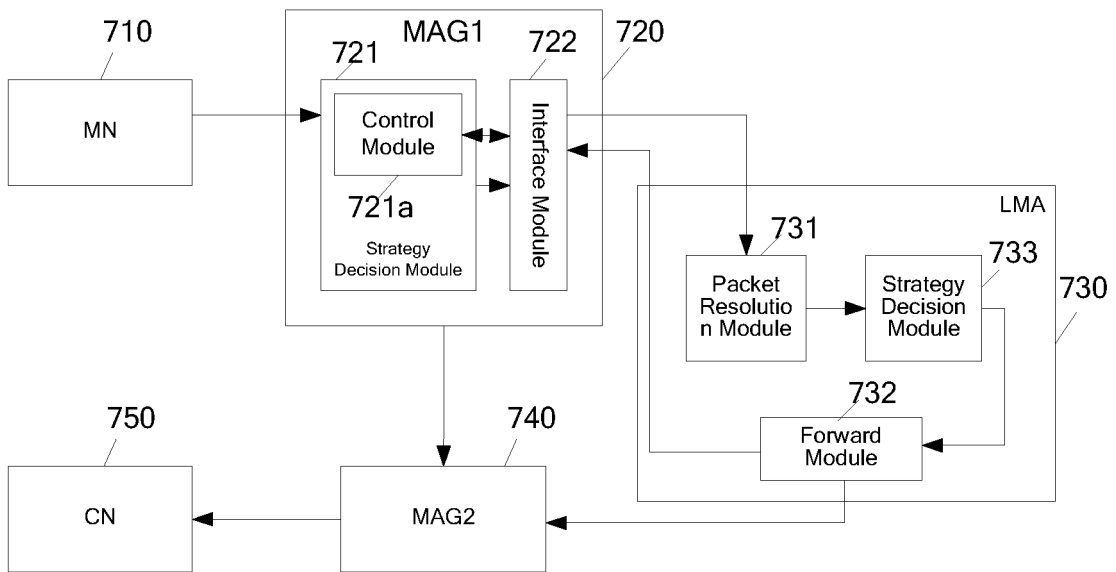 710
MN
MAG1
720
721
722
Control
Module
721a
Strategy
Decision Module
Interface Module
LMA
731
Packet
Resolutio
n Module
733
Strategy
Decision
Module
730
732
Forward
Module
750
CN
740
MAG2